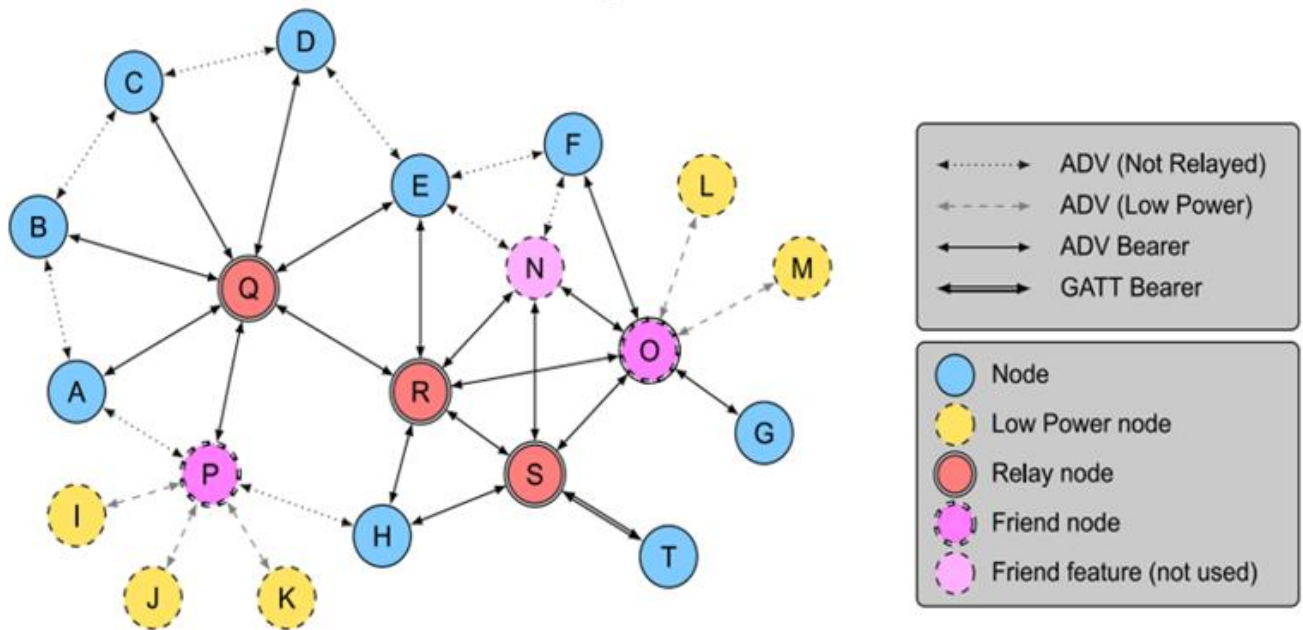 D
C
F
E
L
B
N
M
Q
O
A
R
G
P
S
I
H
T
J
K
ADV (Not Relayed)
ADV (Low Power)
ADV Bearer
GATT Bearer
Node
Low Power node
Relay node
Friend node
Friend feature (not used)